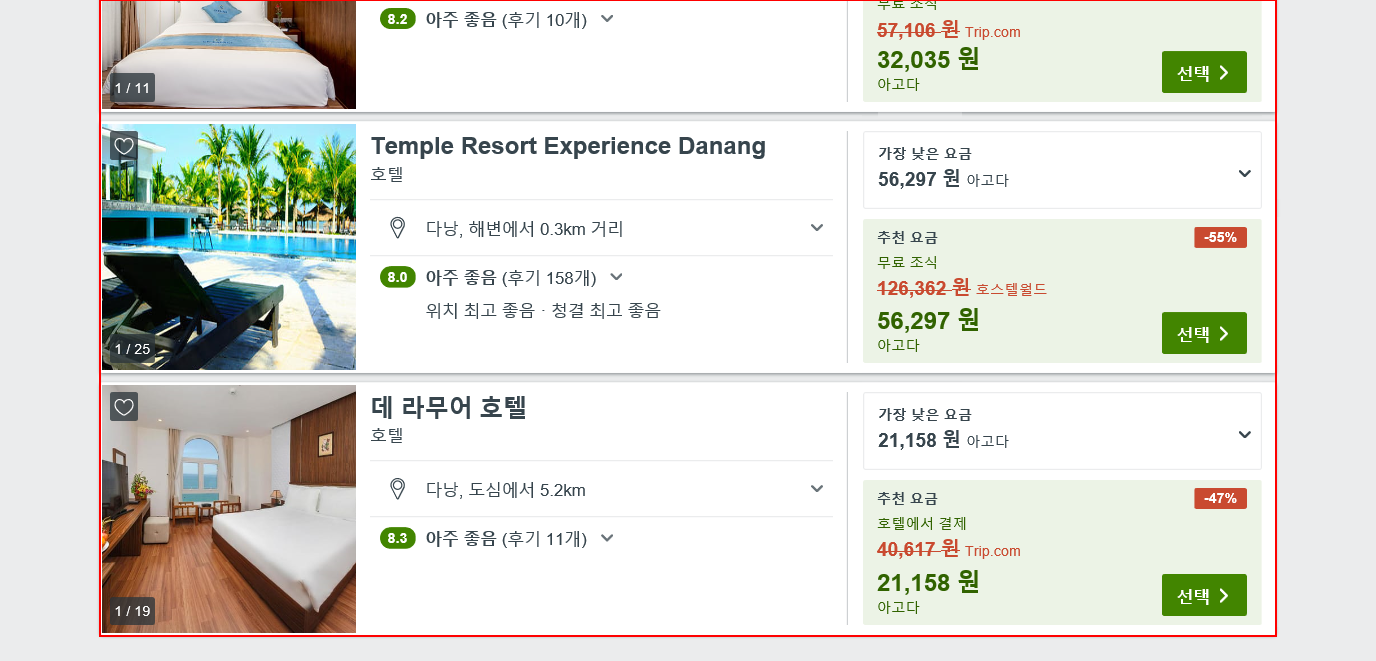 8.2 아주 좋음 (후기 10개)
1 / 11
무료 조식
57,106 원 Trip.com
32,035 원
아고다
선택
Temple Resort Experience Danang
호텔
다낭, 해변에서 0.3km 거리
8.0 아주 좋음 (후기 158개)
위치 최고 좋음 · 청결 최고 좋음
1 / 25
가장 낮은 요금
56,297 원 아고다
추천 요금
-55%
무료 조식
126,362 원 호스텔월드
56,297 원
아고다
선택
데 라무어 호텔
호텔
다낭, 도심에서 5.2km
8.3 아주 좋음 (후기 11개)
1 / 19
가장 낮은 요금
21,158 원 아고다
추천 요금
-47%
호텔에서 결제
40,617 원 Trip.com
21,158 원
아고다
선택